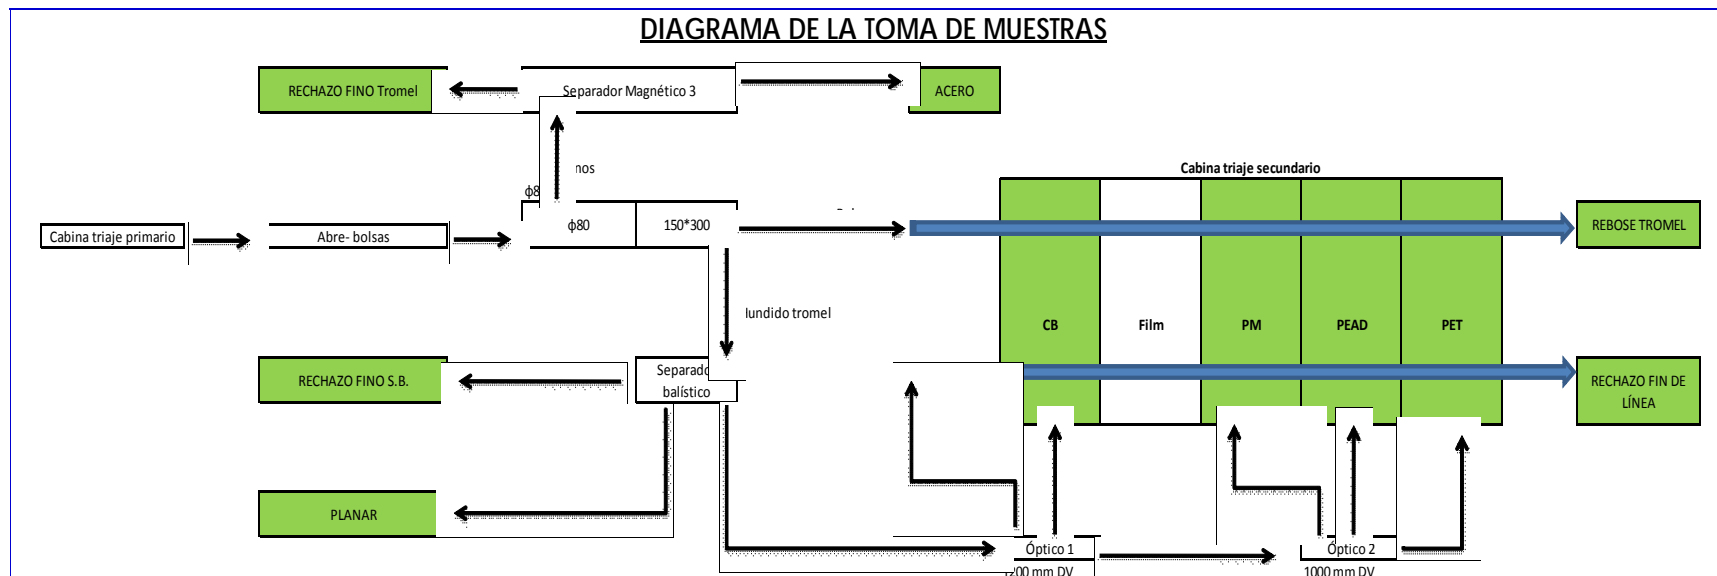 DIAGRAMA DE LA TOMA DE MUESTRAS
RECHAZO FINO Tromel
Separador Magnético 3
ACERO
Cabina triaje secundario
Cabina triaje primario
Abre- bolsas
ϕ80
150*300
REBOSE TROMEL
CB
Film
PM
PEAD
PET
RECHAZO FINO S.B.
balístico
RECHAZO FIN DE
LÍNEA
PLANAR
Óptico 1
Óptico 2
1000 mm DV